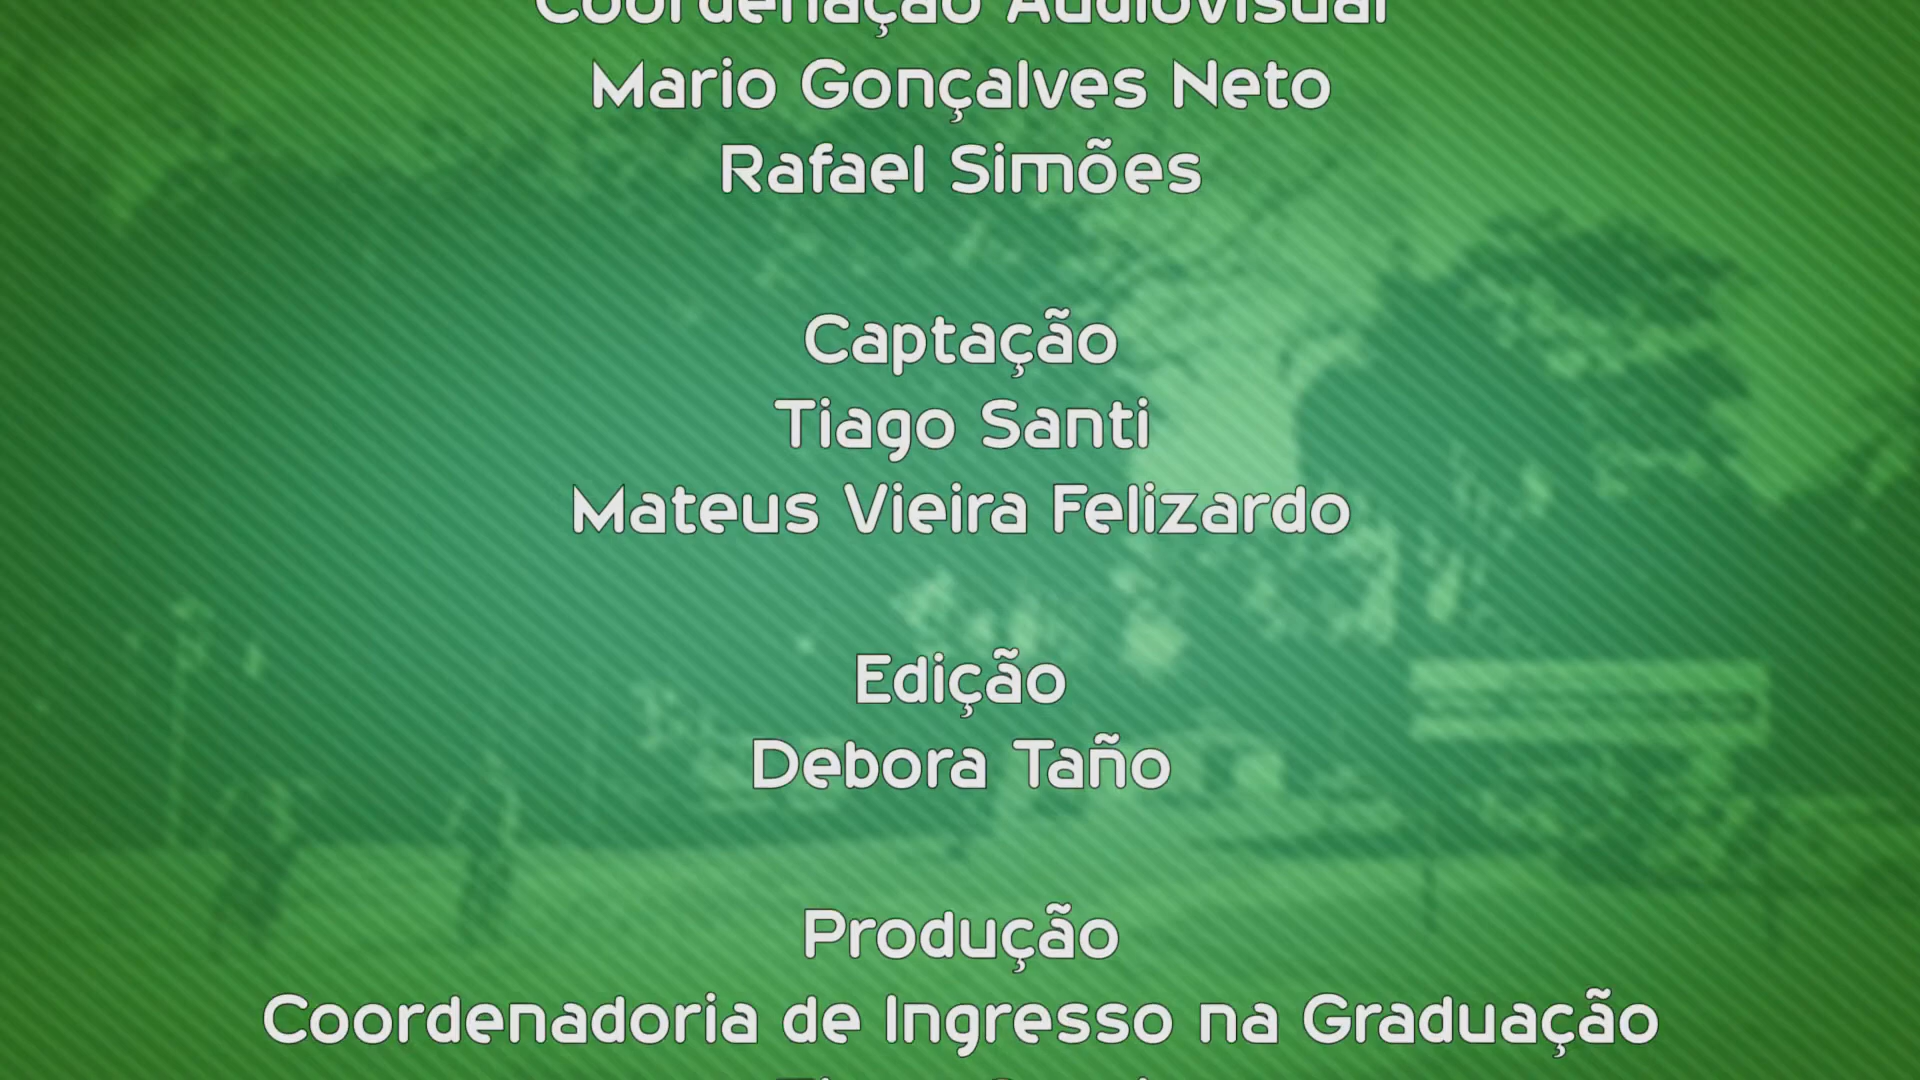 Coordenação Audiovisual
Mario Gonçalves Neto
Rafael Simões
Captação
Tiago Santi
Mateus Vieira Felizardo
Edição
Debora Taño
Produção
Coordenadoria de Ingresso na Graduação